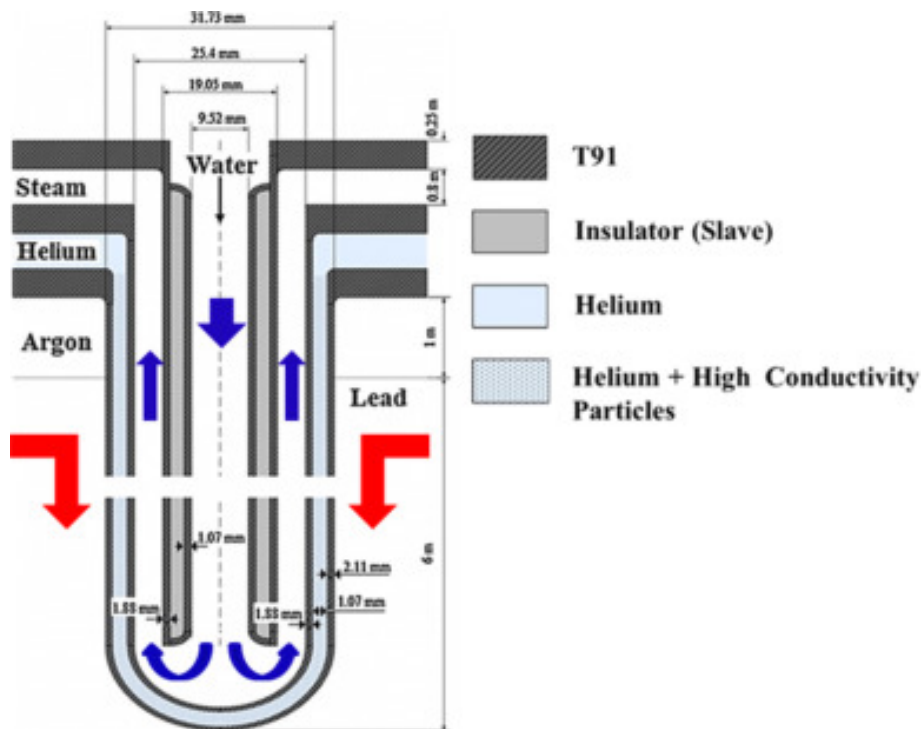 31.73 mm
25.4 mm
19.05 mm
9.52 mm
0.25 m
Water
T91
Steam
0.8 m
Insulator (Slave)
Helium
Helium
Argon
1 m
Helium + High Conductivity
Particles
Lead
1.07 mm
6 m
2.11 mm
1.88 mm
1.88 mm
1.07 mm